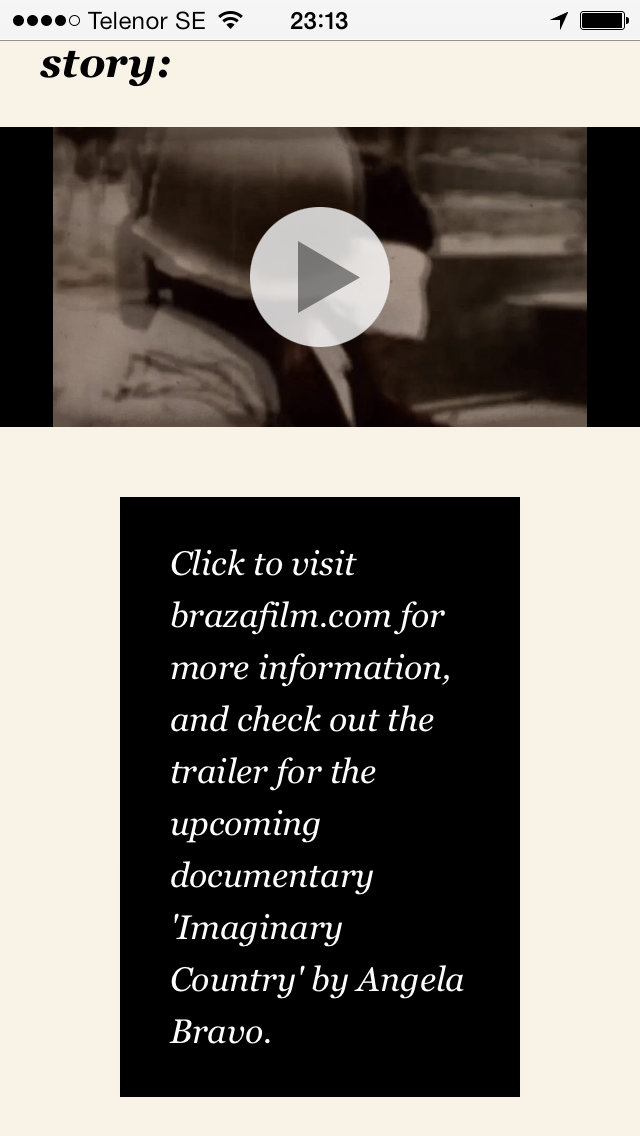 Telenor SE 23:13
story:
Click to visit
brazafilm.com for
more information,
and check out the
trailer for the
upcoming
documentary
'Imaginary
Country' by Angela
Bravo.